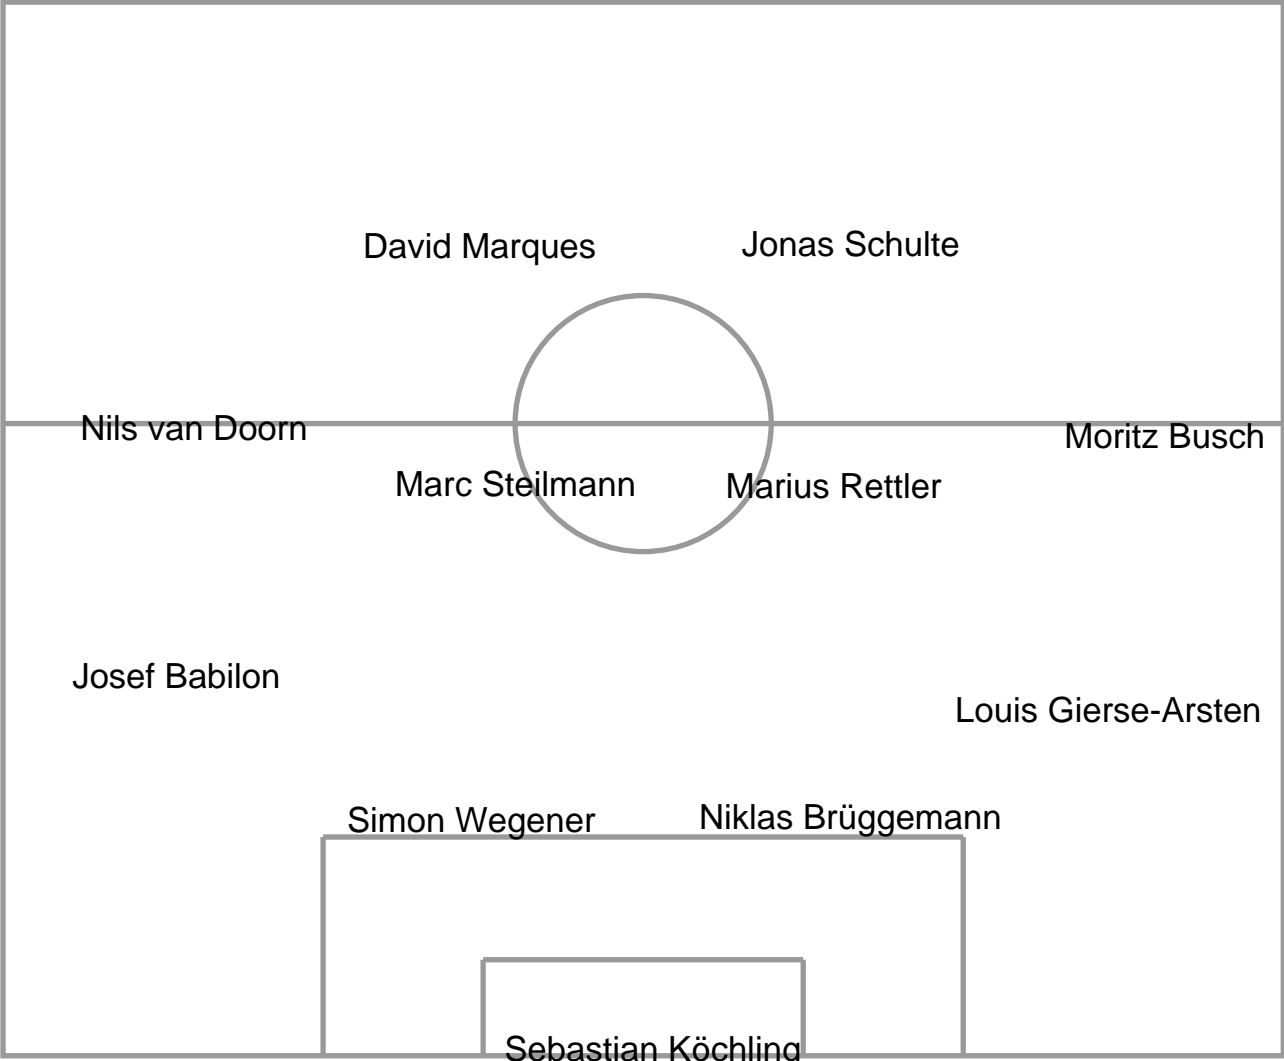 David Marques
Jonas Schulte
Nils van Doorn
Moritz Busch
Marc Steilmann
Marius Rettler
Josef Babilon
Louis Gierse-Arsten
Simon Wegener
Niklas Brüggemann
Sebastian Köchling